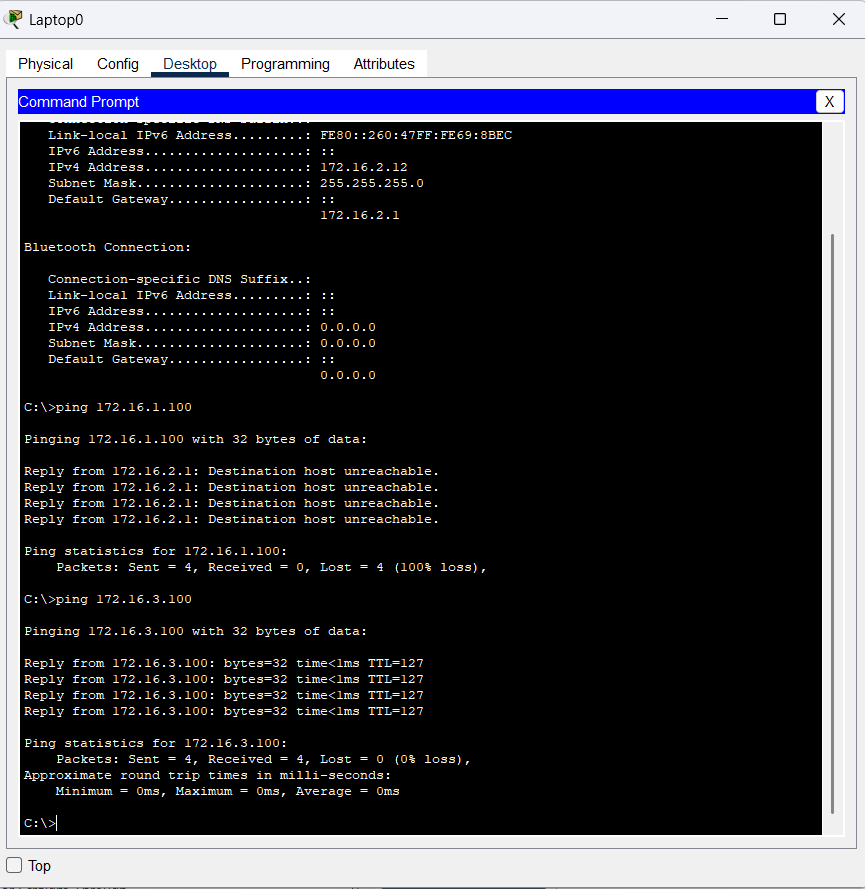 Laptop0
Physical Config Desktop Programming Attributes
Command Prompt X
Link-local IPv6 Address.........: FE80::260:47FF:FE69:8BEC
IPv6 Address....................: ::
IPv4 Address....................: 172.16.2.12
Subnet Mask.....................: 255.255.255.0
Default Gateway.................: ::
172.16.2.1
Bluetooth Connection:
Connection-specific DNS Suffix..:
Link-local IPv6 Address.........: ::
IPv6 Address....................: ::
IPv4 Address....................: 0.0.0.0
Subnet Mask.....................: 0.0.0.0
Default Gateway.................: ::
0.0.0.0
C:\>ping 172.16.1.100
Pinging 172.16.1.100 with 32 bytes of data:
Reply from 172.16.2.1: Destination host unreachable.
Reply from 172.16.2.1: Destination host unreachable.
Reply from 172.16.2.1: Destination host unreachable.
Reply from 172.16.2.1: Destination host unreachable.
Ping statistics for 172.16.1.100:
Packets: Sent = 4, Received = 0, Lost = 4 (100% loss),
C:\>ping 172.16.3.100
Pinging 172.16.3.100 with 32 bytes of data:
Reply from 172.16.3.100: bytes=32 time<1ms TTL=127
Reply from 172.16.3.100: bytes=32 time<1ms TTL=127
Reply from 172.16.3.100: bytes=32 time<1ms TTL=127
Reply from 172.16.3.100: bytes=32 time<1ms TTL=127
Ping statistics for 172.16.3.100:
Packets: Sent = 4, Received = 4, Lost = 0 (0% loss),
Approximate round trip times in milli-seconds:
Minimum = 0ms, Maximum = 0ms, Average = 0ms
C:\>
Top